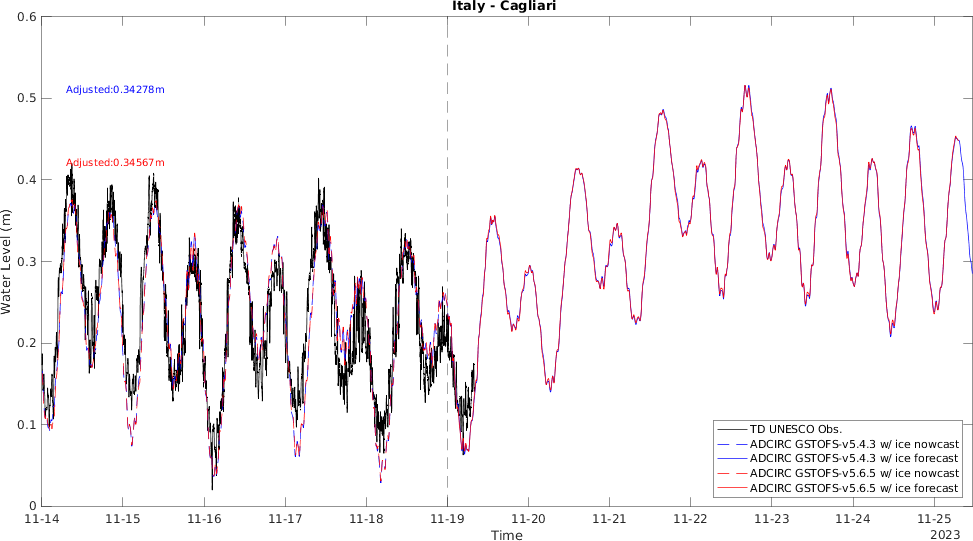 Italy - Cagliari
0.6
0.5
0.4
0.3
0.2
0.1
0
Water Level (m)
Adjusted:0.34278m
Adjusted:0.34567m
TD UNESCO Obs.
ADCIRC GSTOFS-v5.4.3 w/ ice nowcast
ADCIRC GSTOFS-v5.4.3 w/ ice forecast
ADCIRC GSTOFS-v5.6.5 w/ ice nowcast
ADCIRC GSTOFS-v5.6.5 w/ ice forecast
11-14 11-15 11-16 11-17 11-18 11-19 11-20 11-21 11-22 11-23 11-24 11-25
2023
Time